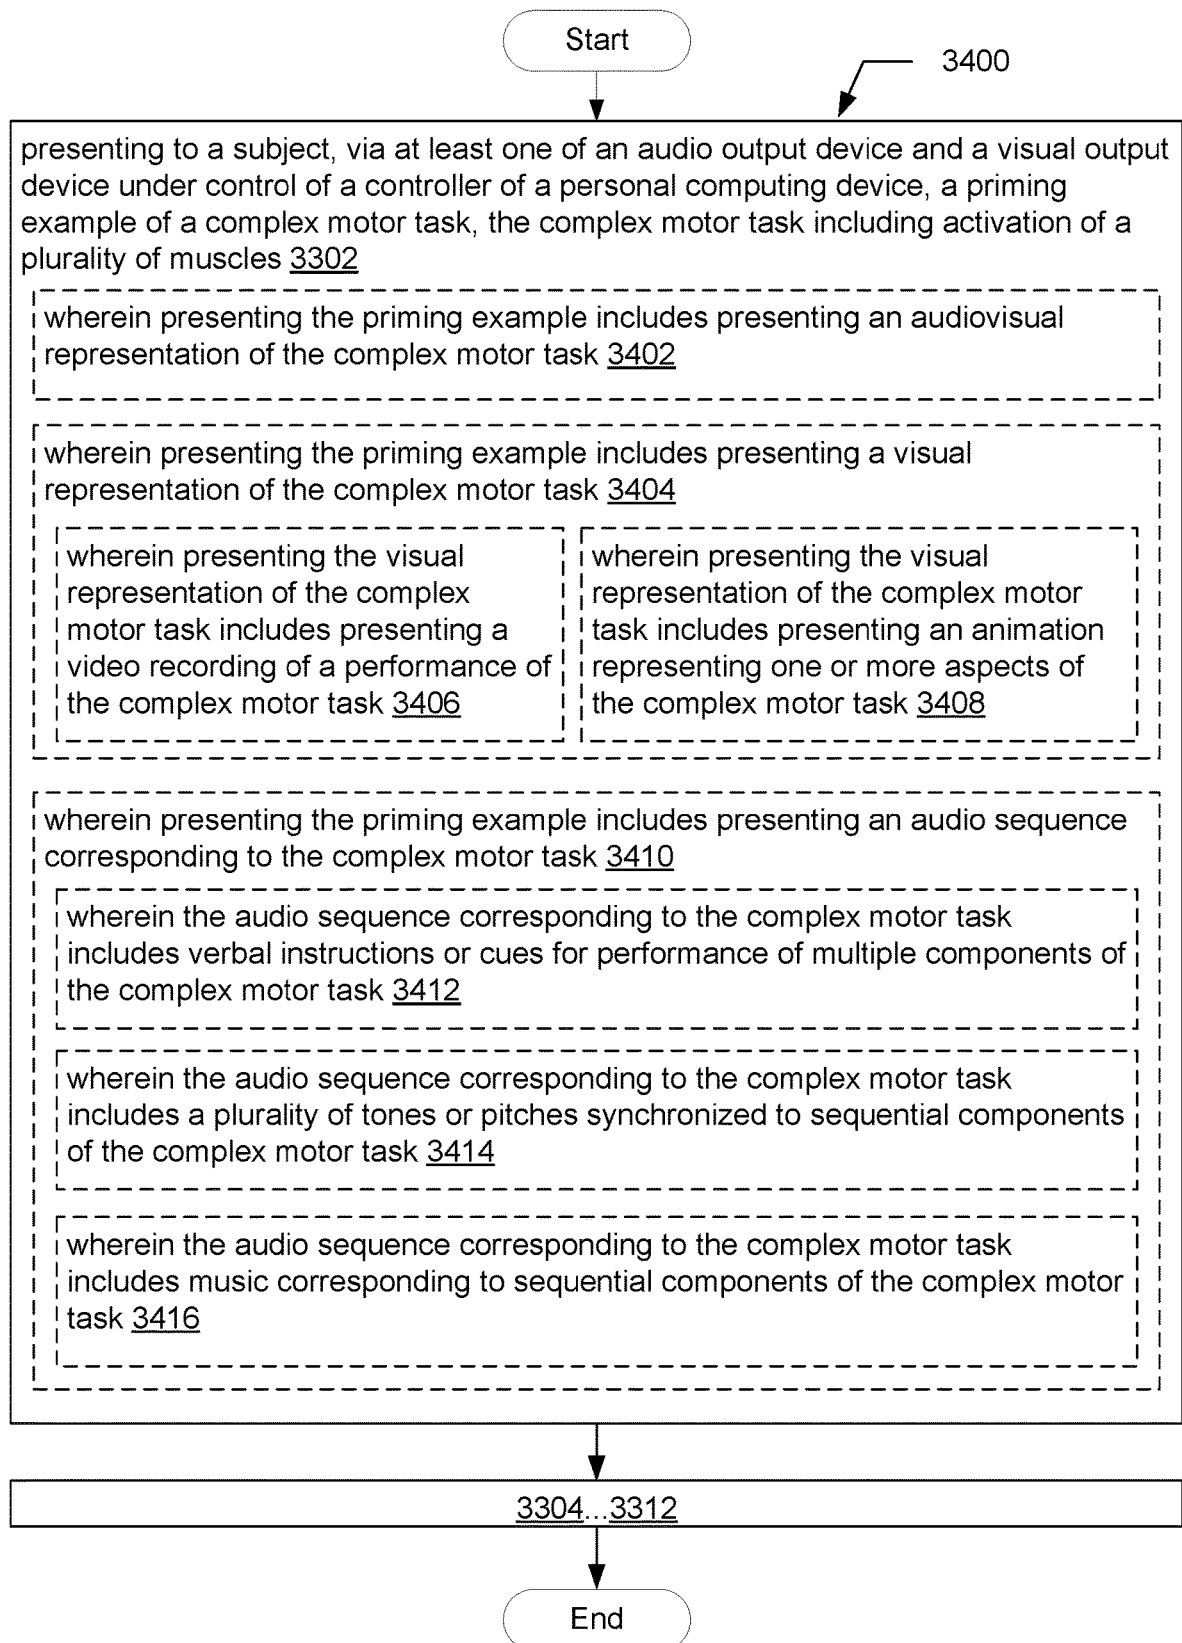 Start
3400
presenting to a subject, via at least one of an audio output device and a visual output
device under control of a controller of a personal computing device, a priming
example of a complex motor task, the complex motor task including activation of a
plurality of muscles 3302
wherein presenting the priming example includes presenting an audiovisual
representation of the complex motor task 3402
wherein presenting the priming example includes presenting a visual
representation of the complex motor task 3404
wherein presenting the visual
representation of the complex
motor task includes presenting a
video recording of a performance of
the complex motor task 3406
wherein presenting the visual
representation of the complex motor
task includes presenting an animation
representing one or more aspects of
the complex motor task 3408
wherein presenting the priming example includes presenting an audio sequence
corresponding to the complex motor task 3410
wherein the audio sequence corresponding to the complex motor task
includes verbal instructions or cues for performance of multiple components of
the complex motor task 3412
wherein the audio sequence corresponding to the complex motor task
includes a plurality of tones or pitches synchronized to sequential components
of the complex motor task 3414
wherein the audio sequence corresponding to the complex motor task
includes music corresponding to sequential components of the complex motor
task 3416
3304...3312
End